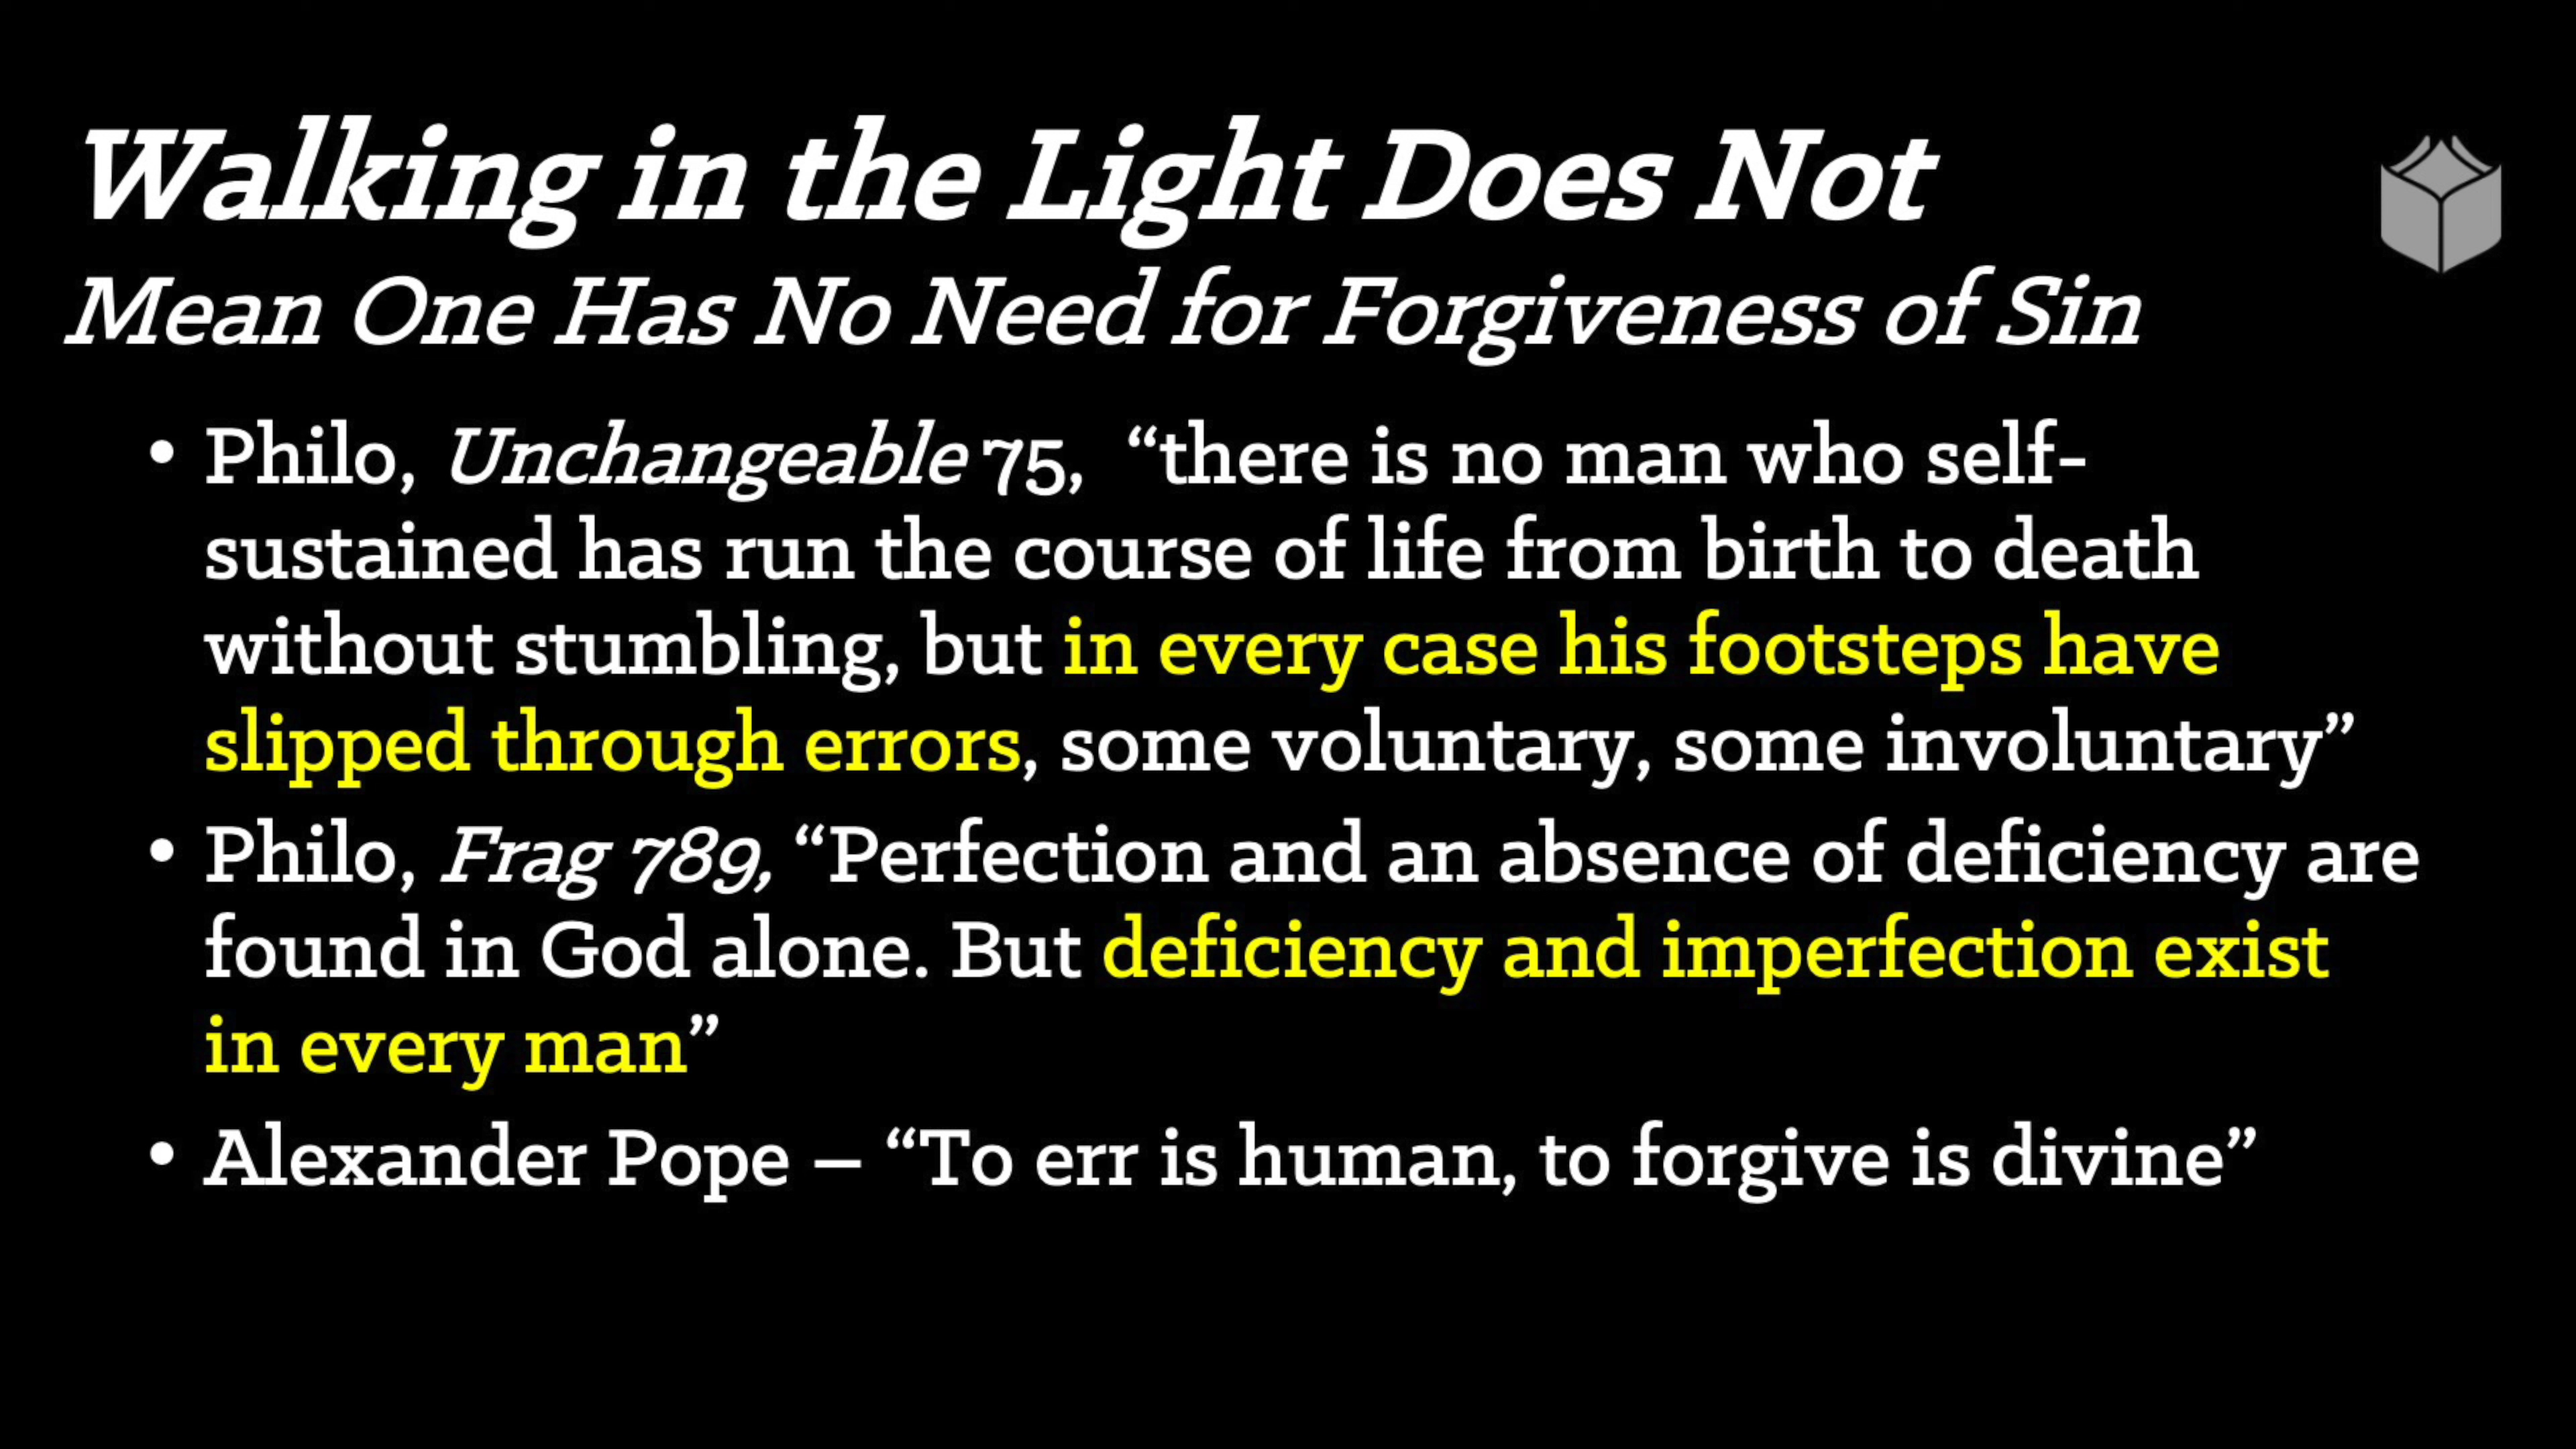 Walking in the Light Does Not
Mean One Has No Need for Forgiveness of Sin
• Philo, Unchangeable 75, “there is no man who self-
sustained has run the course of life from birth to death
without stumbling, but in every case his footsteps have
slipped through errors, some voluntary, some involuntary”
• Philo, Frag 789, “Perfection and an absence of deficiency are
found in God alone. But deficiency and imperfection exist
in every man”
• Alexander Pope – “To err is human, to forgive is divine”